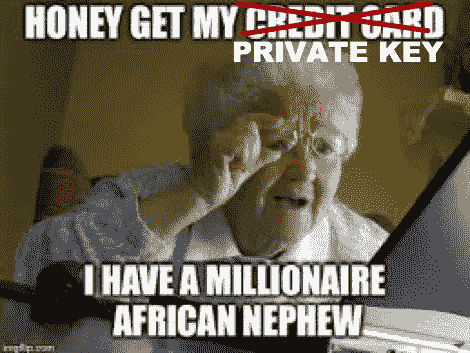 HONEY GET MY CREDIT CARD
PRIVATE KEY
I HAVE A MILLIONAIRE
AFRICAN NEPHEW
imgflip.com